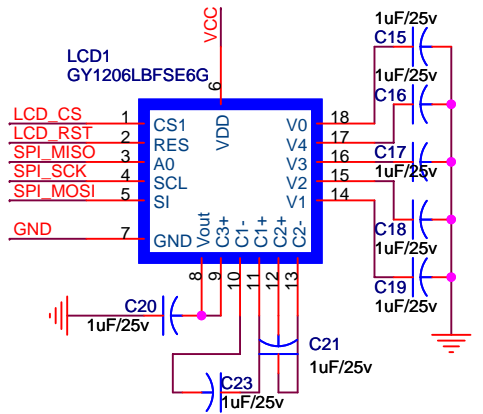 1uF/25v
VCC
C15
LCD1
GY1206LBFSE6G
1uF/25v
6
C16
LCD_CS 1 CS1 VDD V0 18
LCD_RST 2 RES V4 17
SPI_MISO 3 A0 V3 16 C17
SPI_SCK 4 SCL V2 15 1uF/25v
SPI_MOSI 5 SI V1 14
GND 7 GND Vout C3+ C1- C1+ C2+ C2- C18
1uF/25v
8 9 10 11 12 13
C19
1uF/25v
C20
1uF/25v
C21
1uF/25v
C23
1uF/25v